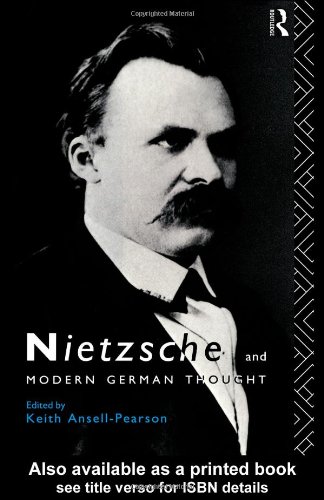 ROUTLEDGE
Nietzsche and
MODERN GERMAN THOUGHT
Edited by
Keith Ansell-Pearson
Also available as a printed book
see title verso for ISBN details